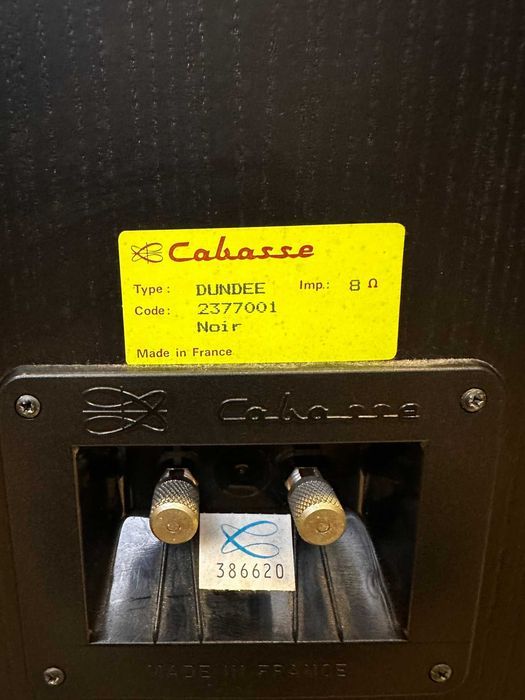 Cabasse
Type: DUNDEE Imp.: 8 Ω
Code: 2377001
Noir
Made in France
Cabasse
386620
MADE IN FRANCE